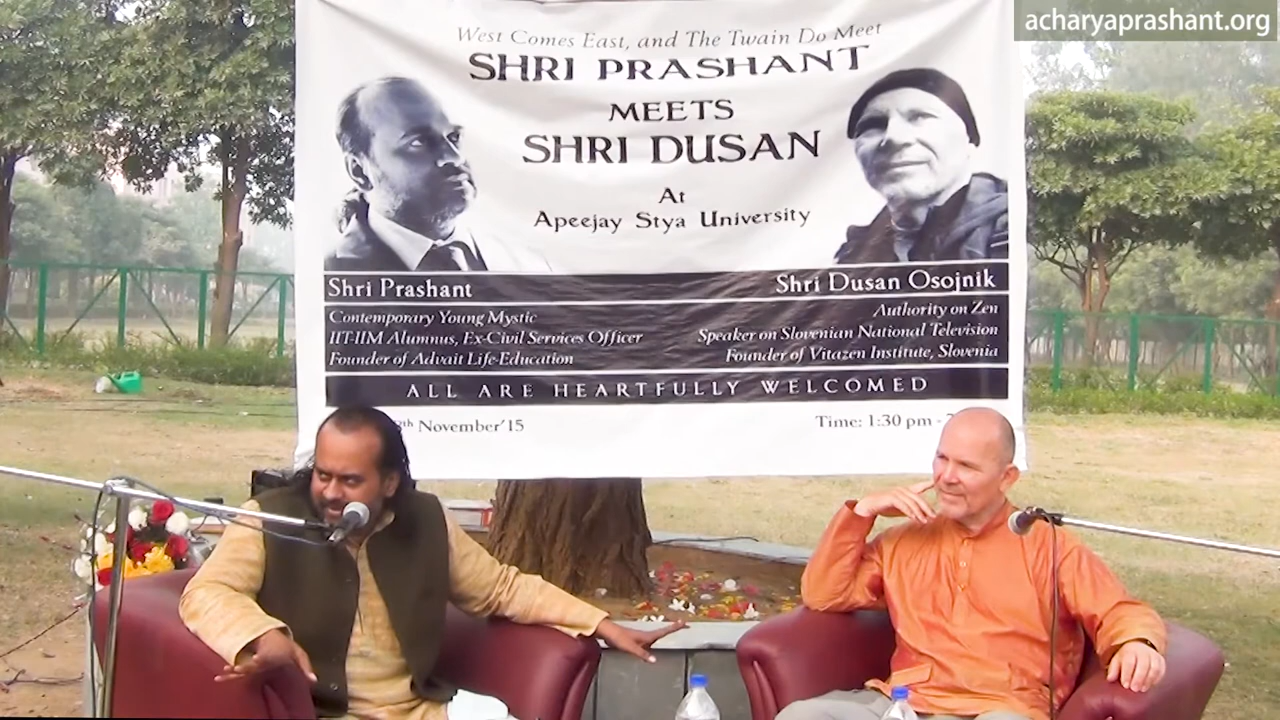 acharyaprashant.org
West Comes East, and The Twain Do Meet
SHRI PRASHANT
MEETS
SHRI DUSAN
At
Apeejay Stya University
Shri Prashant
Contemporary Young Mystic
IIT-IIM Alumnus, Ex-Civil Services Officer
Founder of Advait Life-Education
Shri Dusan Osojnik
Authority on Zen
Speaker on Slovenian National Television
Founder of Vitazen Institute, Slovenia
ALL ARE HEARTFULLY WELCOMED
November'15
Time: 1:30 pm -